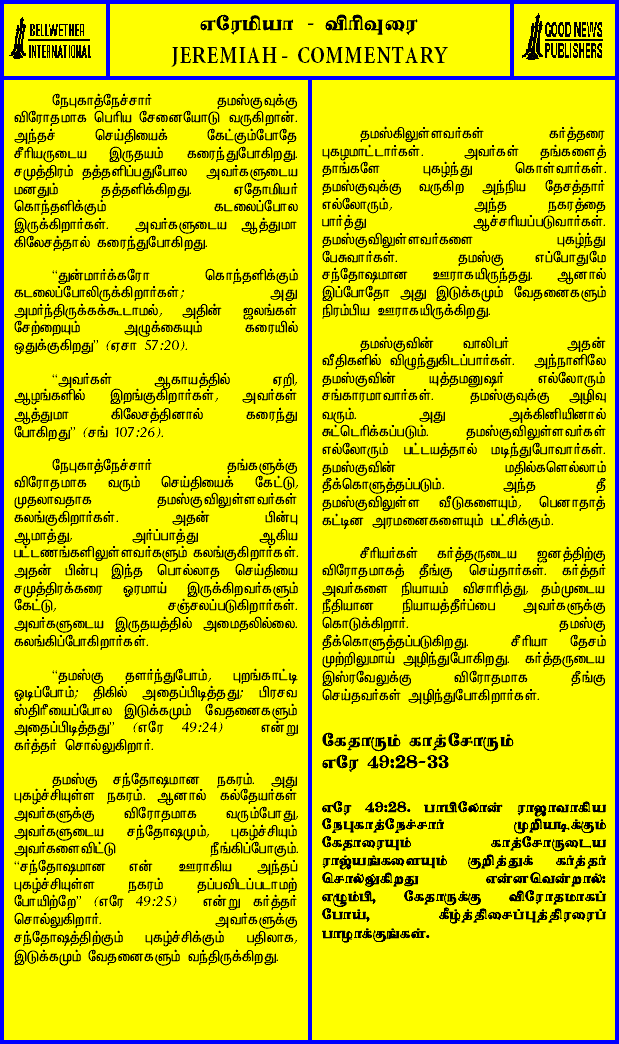 BELLWETHER
INTERNATIONAL
எரேமியா - விரிவுரை
JEREMIAH - COMMENTARY
GOOD NEWS
PUBLISHERS
நேபுகாத்நேச்சார் தமஸ்குவுக்கு
விரோதமாக பெரிய சேனையோடு வருகிறான்.
அந்தச் செய்தியைக் கேட்கும்போதே
சீரியருடைய இருதயம் கரைந்துபோகிறது.
சமுத்திரம் தத்தளிப்பதுபோல அவர்களுடைய
மனதும் தத்தளிக்கிறது. ஏதோமியர்
கொந்தளிக்கும் கடலைப்போல
இருக்கிறார்கள். அவர்களுடைய ஆத்துமா
கிலேசத்தால் கரைந்துபோகிறது.
“துன்மார்க்கரோ கொந்தளிக்கும்
கடலைப்போலிருக்கிறார்கள்; அது
அமர்ந்திருக்கக்கூடாமல், அதின் ஜலங்கள்
சேற்றையும் அழுக்கையும் கரையில்
ஒதுக்குகிறது” (ஏசா 57:20).
“அவர்கள் ஆகாயத்தில் ஏறி,
ஆழங்களில் இறங்குகிறார்கள், அவர்கள்
ஆத்துமா கிலேசத்தினால் கரைந்து
போகிறது” (சங் 107:26).
நேபுகாத்நேச்சார் தங்களுக்கு
விரோதமாக வரும் செய்தியைக் கேட்டு,
முதலாவதாக தமஸ்குவிலுள்ளவர்கள்
கலங்குகிறார்கள். அதன் பின்பு
ஆமாத்து, அர்ப்பாத்து ஆகிய
பட்டணங்களிலுள்ளவர்களும் கலங்குகிறார்கள்.
அதன் பின்பு இந்த பொல்லாத செய்தியை
சமுத்திரக்கரை ஓரமாய் இருக்கிறவர்களும்
கேட்டு, சஞ்சலப்படுகிறார்கள்.
அவர்களுடைய இருதயத்தில் அமைதலில்லை.
கலங்கிப்போகிறார்கள்.
“தமஸ்கு தளர்ந்துபோம், புறங்காட்டி
ஓடிப்போம்; திகில் அதைப்பிடித்தது; பிரசவ
ஸ்திரீயைப்போல இடுக்கமும் வேதனைகளும்
அதைப்பிடித்தது” (எரே 49:24) என்று
கர்த்தர் சொல்லுகிறார்.
தமஸ்கு சந்தோஷமான நகரம். அது
புகழ்ச்சியுள்ள நகரம். ஆனால் கல்தேயர்கள்
அவர்களுக்கு விரோதமாக வரும்போது,
அவர்களுடைய சந்தோஷமும், புகழ்ச்சியும்
அவர்களைவிட்டு நீங்கிப்போகும்.
“சந்தோஷமான என் ஊராகிய அந்தப்
புகழ்ச்சியுள்ள நகரம் தப்பவிடப்படாமற்
போயிற்றே” (எரே 49:25) என்று கர்த்தர்
சொல்லுகிறார். அவர்களுக்கு
சந்தோஷத்திற்கும் புகழ்ச்சிக்கும் பதிலாக,
இடுக்கமும் வேதனைகளும் வந்திருக்கிறது.
தமஸ்கிலுள்ளவர்கள் கர்த்தரை
புகழமாட்டார்கள். அவர்கள் தங்களைத்
தாங்களே புகழ்ந்து கொள்வார்கள்.
தமஸ்குவுக்கு வருகிற அந்நிய தேசத்தார்
எல்லோரும், அந்த நகரத்தை
பார்த்து ஆச்சரியப்படுவார்கள்.
தமஸ்குவிலுள்ளவர்களை புகழ்ந்து
பேசுவார்கள். தமஸ்கு எப்போதுமே
சந்தோஷமான ஊராகயிருந்தது. ஆனால்
இப்போதோ அது இடுக்கமும் வேதனைகளும்
நிரம்பிய ஊராகயிருக்கிறது.
தமஸ்குவின் வாலிபர் அதன்
வீதிகளில் விழுந்துகிடப்பார்கள். அந்நாளிலே
தமஸ்குவின் யுத்தமனுஷர் எல்லோரும்
சங்காரமாவார்கள். தமஸ்குவுக்கு அழிவு
வரும். அது அக்கினியினால்
சுட்டெரிக்கப்படும். தமஸ்குவிலுள்ளவர்கள்
எல்லோரும் பட்டயத்தால் மடிந்துபோவார்கள்.
தமஸ்குவின் மதில்களெல்லாம்
தீக்கொளுத்தப்படும். அந்த தீ
தமஸ்குவிலுள்ள வீடுகளையும், பெனாதாத்
கட்டின அரமனைகளையும் பட்சிக்கும்.
சீரியர்கள் கர்த்தருடைய ஜனத்திற்கு
விரோதமாகத் தீங்கு செய்தார்கள். கர்த்தர்
அவர்களை நியாயம் விசாரித்து, தம்முடைய
நீதியான நியாயத்தீர்ப்பை அவர்களுக்கு
கொடுக்கிறார். தமஸ்கு
தீக்கொளுத்தப்படுகிறது. சீரியா தேசம்
முற்றிலுமாய் அழிந்துபோகிறது. கர்த்தருடைய
இஸ்ரவேலுக்கு விரோதமாக தீங்கு
செய்தவர்கள் அழிந்துபோகிறார்கள்.
கேதாரும் காத்சோரும்
எரே 49:28-33
எரே 49:28. பாபிலோன் ராஜாவாகிய
நேபுகாத்நேச்சார் முறியடிக்கும்
கேதாரையும் காத்சோருடைய
ராஜ்யங்களையும் குறித்துக் கர்த்தர்
சொல்லுகிறது என்னவென்றால்:
எழும்பி, கேதாருக்கு விரோதமாகப்
போய், கீழ்த்திசைப்புத்திரரைப்
பாழாக்குங்கள்.